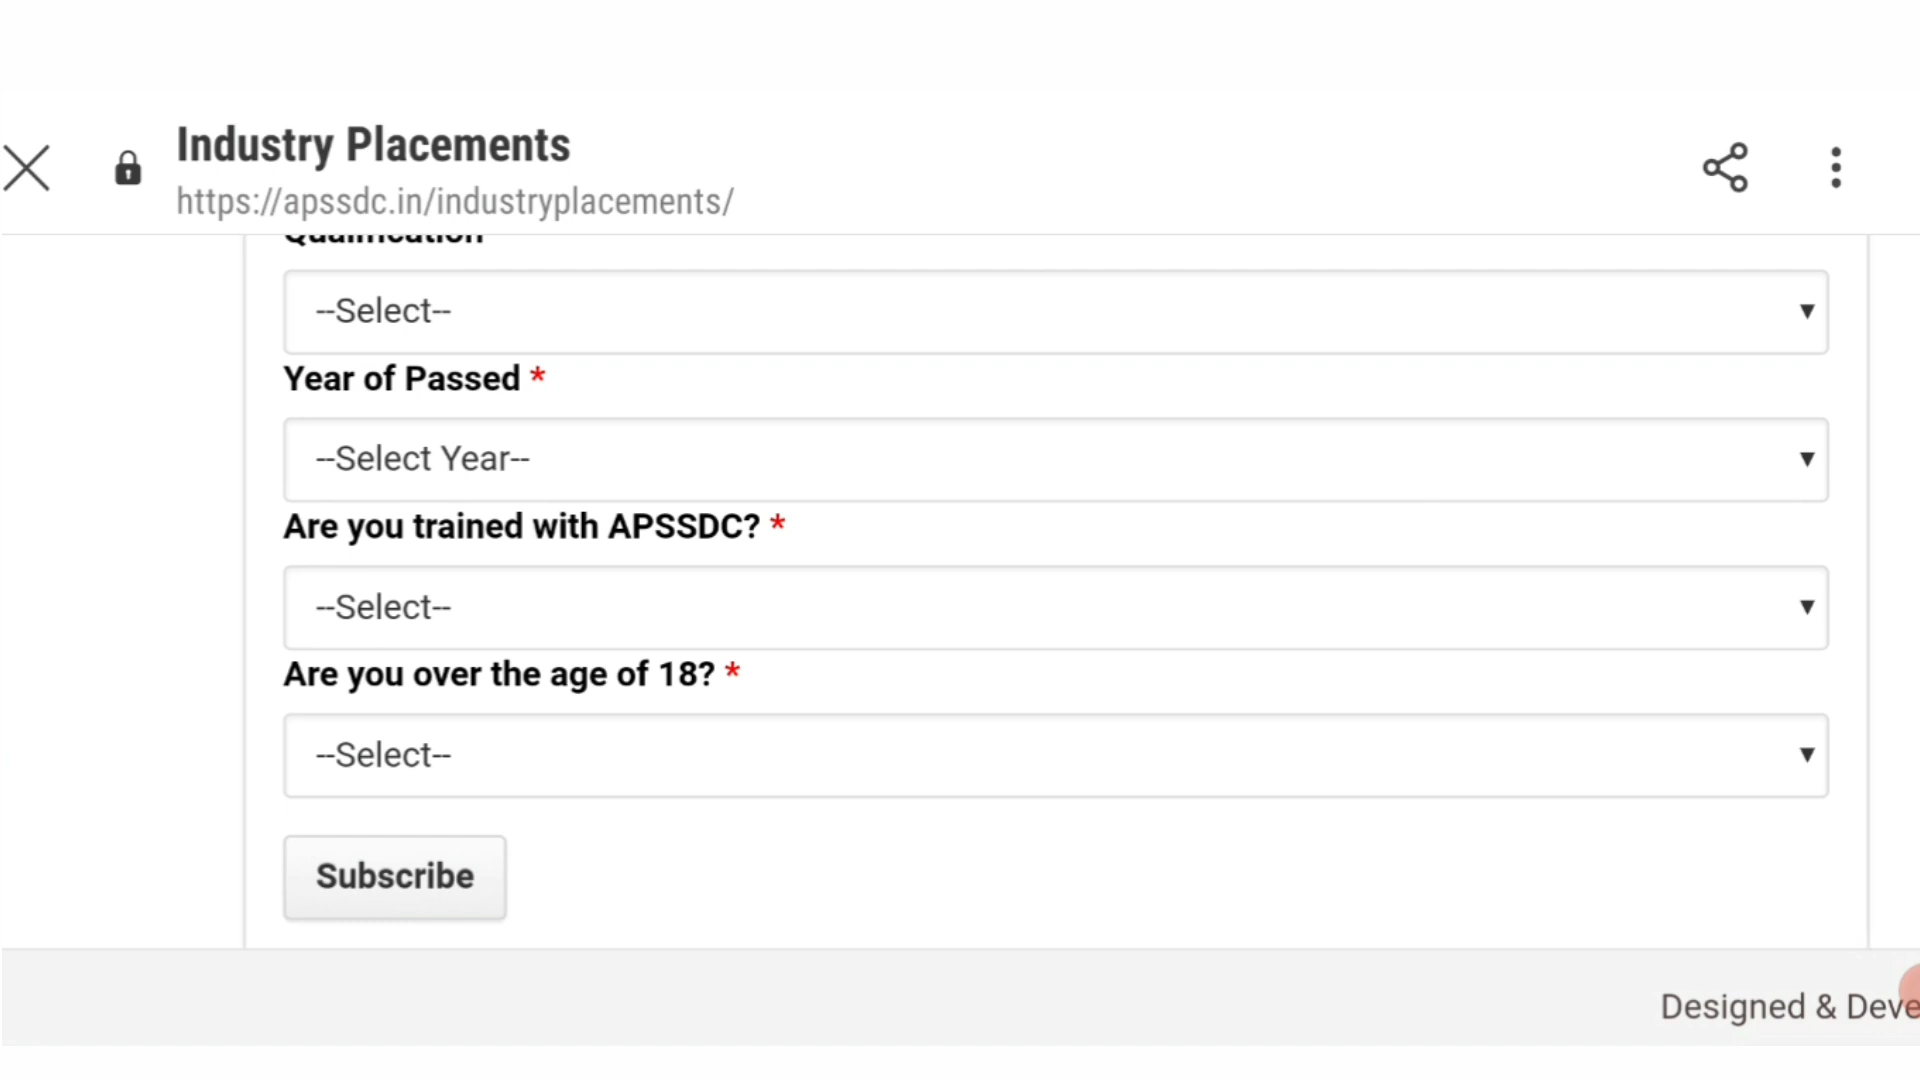 Industry Placements
https://apssdc.in/industryplacements/
Qualification
--Select--
Year of Passed *
--Select Year--
Are you trained with APSSDC? *
--Select--
Are you over the age of 18? *
--Select--
Subscribe
Designed & Deve